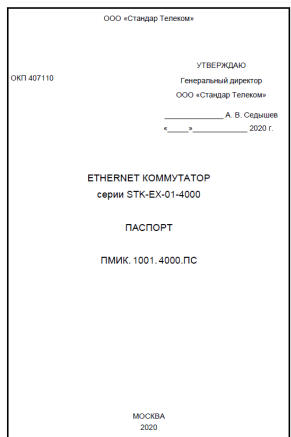 ООО «Стандар Телеком»
УТВЕРЖДАЮ
ОКП 407110
Генеральный директор
ООО «Стандар Телеком»
______________ А. В. Седышев
«_____»_____________ 2020 г.
ETHERNET КОММУТАТОР
серии STK-EX-01-4000
ПАСПОРТ
ПМИК. 1001. 4000.ПС
МОСКВА
2020